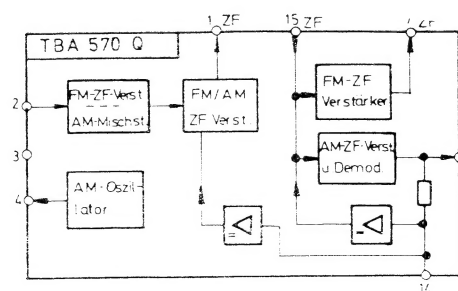 1 ZF 15 ZF ZF
TBA 570 Q
2
FM-ZF-Verst.
AM-Mischst.
FM/AM
ZF Verst.
FM-ZF
Verstärker
3
AM-ZF-Verst.
u Demod.
4
AM-Oszil-
lator
=